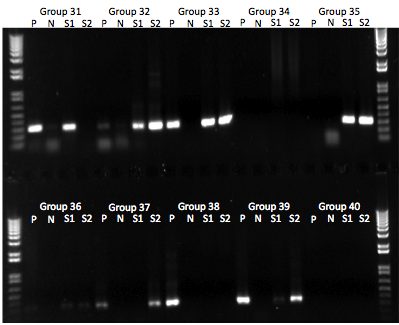 Group 31 Group 32 Group 33 Group 34 Group 35
P N S1 S2 P N S1 S2 P N S1 S2 P N S1 S2 P N S1 S2
Group 36 Group 37 Group 38 Group 39 Group 40
P N S1 S2 P N S1 S2 P N S1 S2 P N S1 S2 P N S1 S2